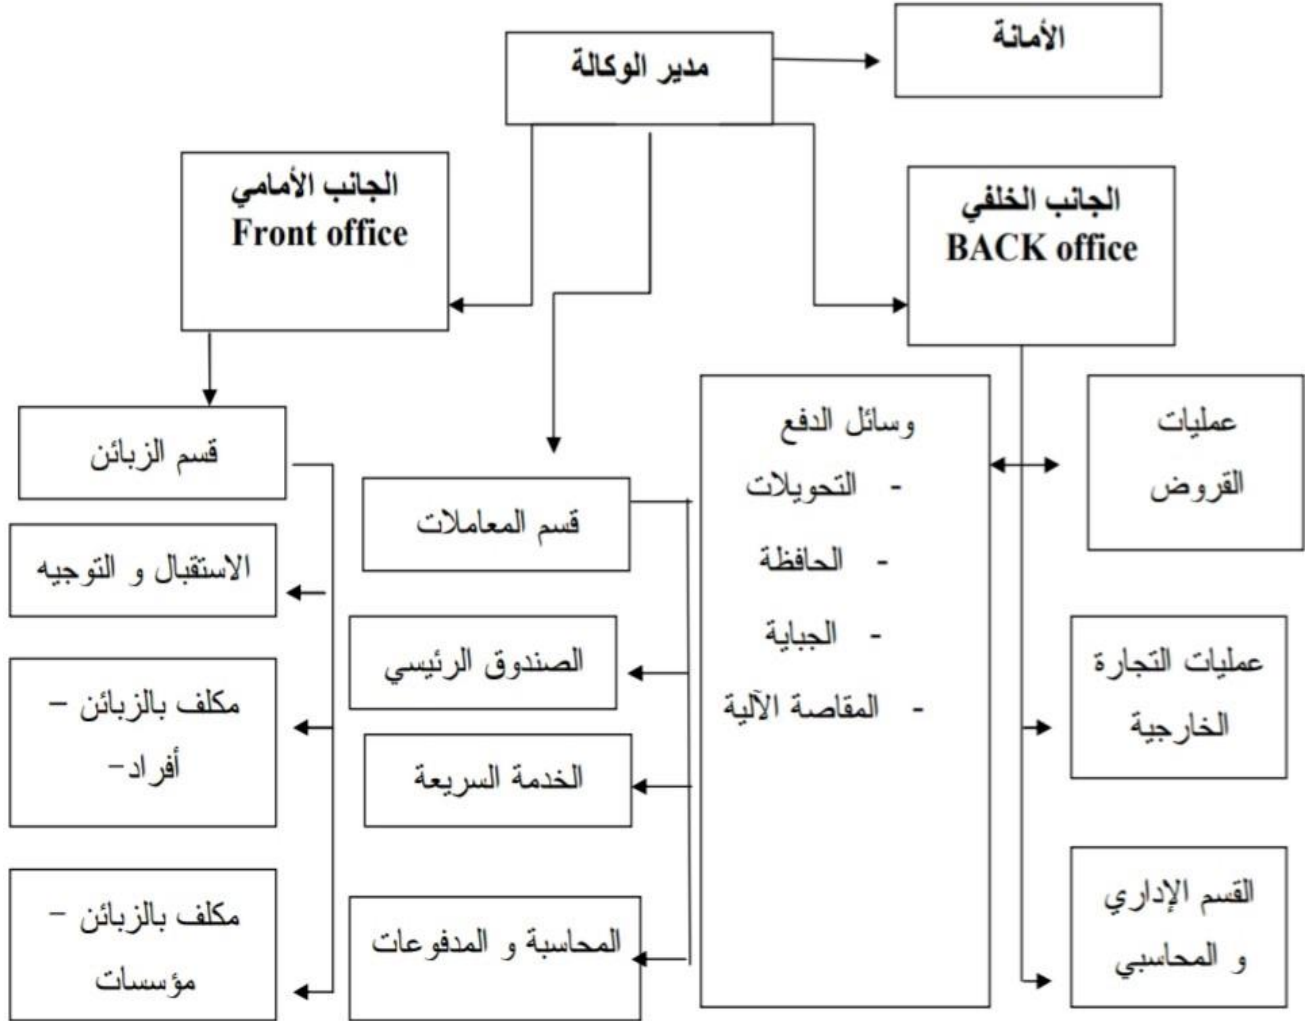 الأمانة
مدير الوكالة
الجانب الخلفي
BACK office
الجانب الأمامي
Front office
عمليات
القروض
عمليات التجارة
الخارجية
القسم الإداري
و المحاسبي
وسائل الدفع
- التحويلات
- الحافظة
- الجباية
- المقاصة الآلية
قسم المعاملات
الصندوق الرئيسي
الخدمة السريعة
المحاسبة و المدفوعات
قسم الزبائن
الاستقبال و التوجيه
مكلف بالزبائن –
أفراد-
مكلف بالزبائن –
مؤسسات